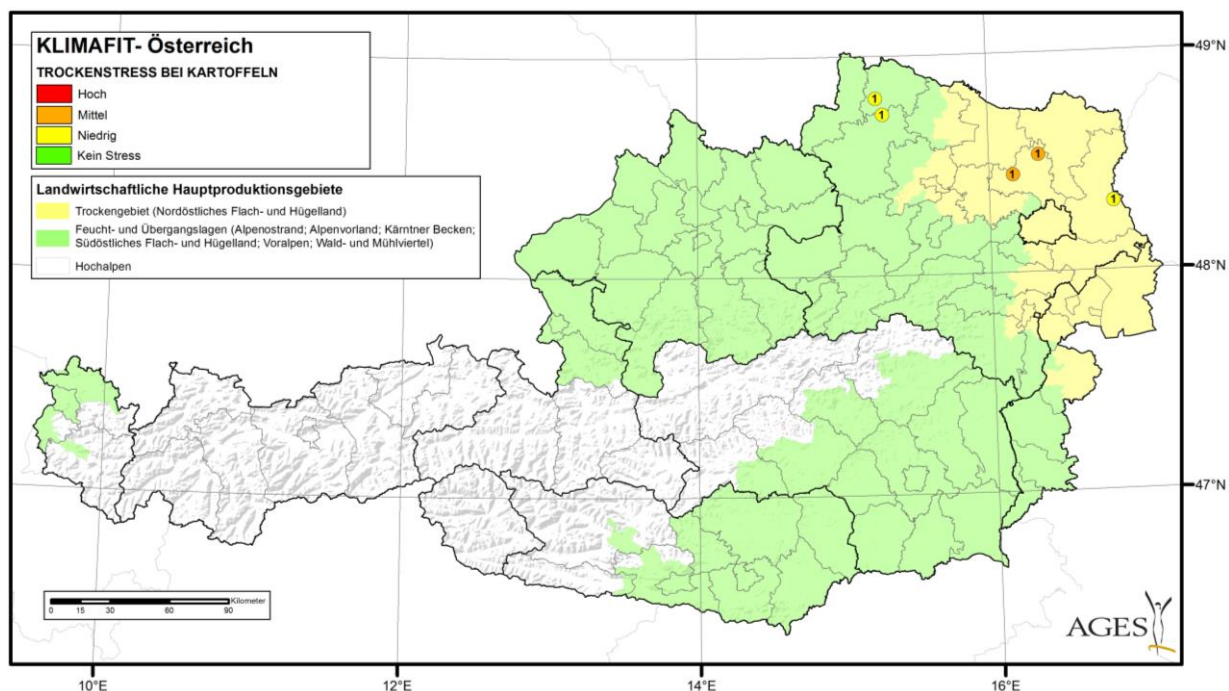 KLIMAFIT- Österreich
TROCKENSTRESS BEI KARTOFFELN
Hoch
Mittel
Niedrig
Kein Stress
Landwirtschaftliche Hauptproduktionsgebiete
Trockengebiet (Nordöstliches Flach- und Hügelland)
Feucht- und Übergangslagen (Alpenostrand; Alpenvorland; Kärntner Becken;
Südöstliches Flach- und Hügelland; Voralpen; Wald- und Mühlviertel)
Hochalpen
49°N
1
1
1
1
1
48°N
47°N
Kilometer
0 15 30 60 90
AGES
10°E 12°E 14°E 16°E